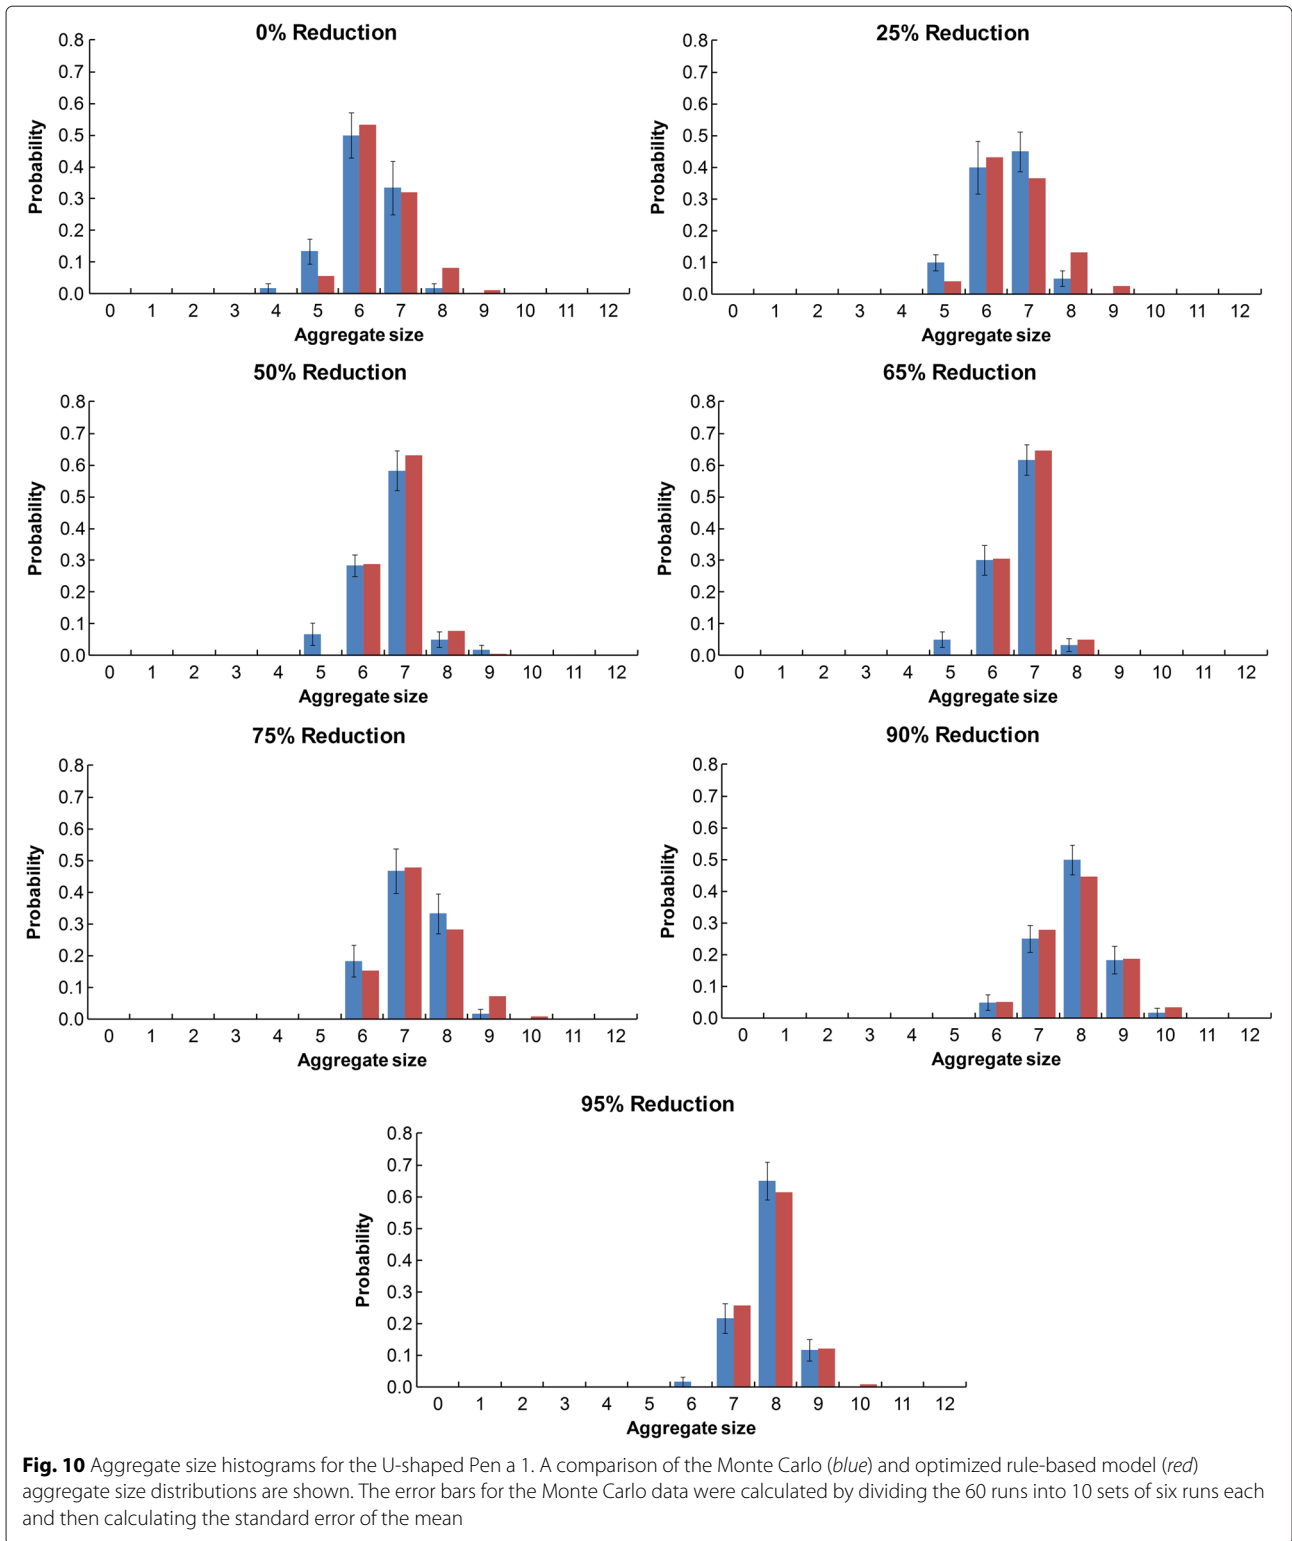 0% Reduction
0.8
0.7
0.6
0.5
0.4
0.3
0.2
0.1
0.0
Probability
0 1 2 3 4 5 6 7 8 9 10 11 12
Aggregate size
25% Reduction
0.8
0.7
0.6
0.5
0.4
0.3
0.2
0.1
0.0
Probability
0 1 2 3 4 5 6 7 8 9 10 11 12
Aggregate size
50% Reduction
0.8
0.7
0.6
0.5
0.4
0.3
0.2
0.1
0.0
Probability
0 1 2 3 4 5 6 7 8 9 10 11 12
Aggregate size
65% Reduction
0.8
0.7
0.6
0.5
0.4
0.3
0.2
0.1
0.0
Probability
0 1 2 3 4 5 6 7 8 9 10 11 12
Aggregate size
75% Reduction
0.8
0.7
0.6
0.5
0.4
0.3
0.2
0.1
0.0
Probability
0 1 2 3 4 5 6 7 8 9 10 11 12
Aggregate size
90% Reduction
0.8
0.7
0.6
0.5
0.4
0.3
0.2
0.1
0.0
Probability
0 1 2 3 4 5 6 7 8 9 10 11 12
Aggregate size
95% Reduction
0.8
0.7
0.6
0.5
0.4
0.3
0.2
0.1
0.0
Probability
0 1 2 3 4 5 6 7 8 9 10 11 12
Aggregate size
Fig. 10 Aggregate size histograms for the U-shaped Pen a 1. A comparison of the Monte Carlo (blue) and optimized rule-based model (red)
aggregate size distributions are shown. The error bars for the Monte Carlo data were calculated by dividing the 60 runs into 10 sets of six runs each
and then calculating the standard error of the mean